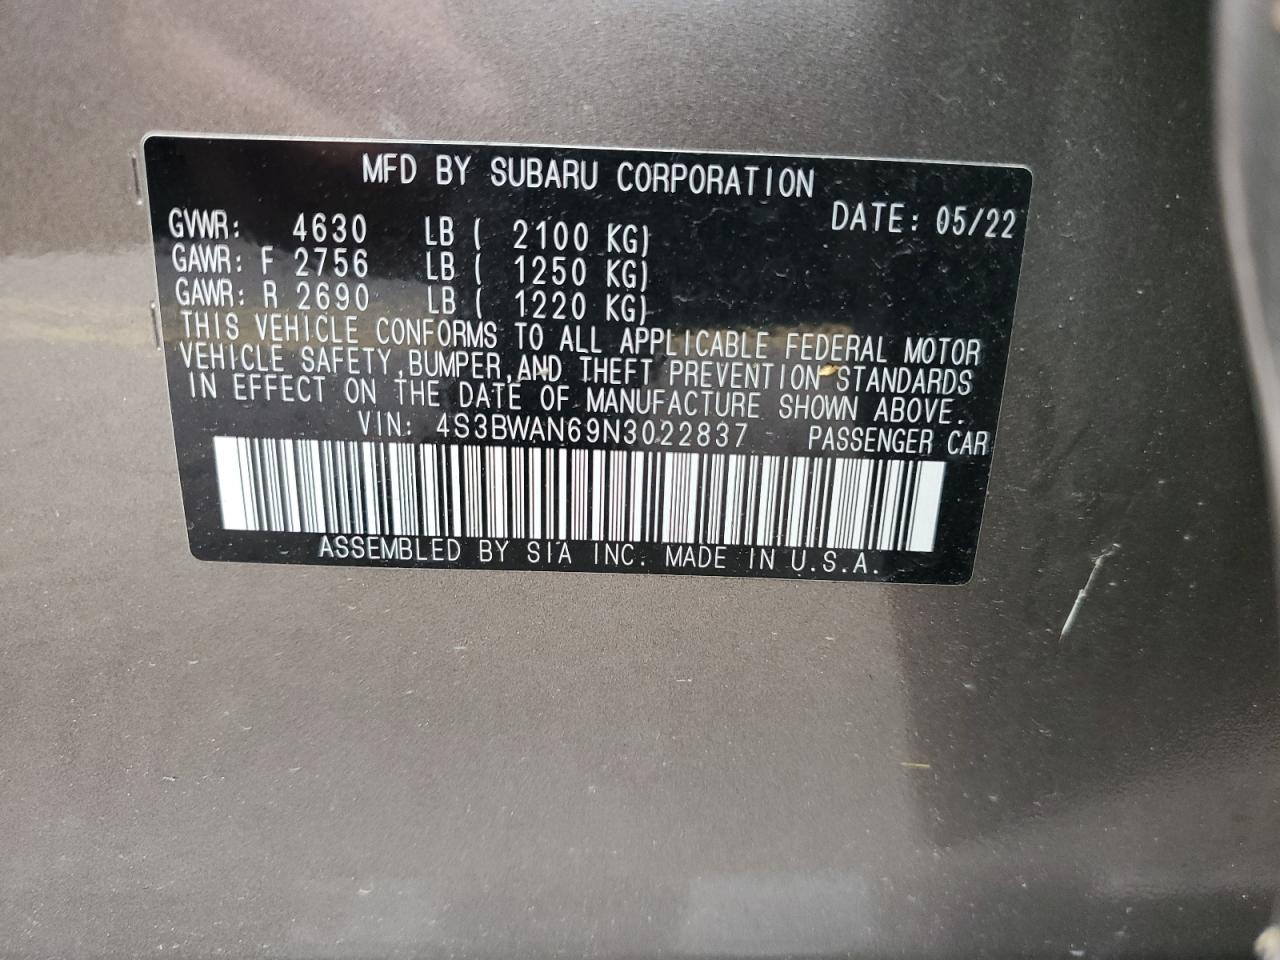 MFD BY SUBARU CORPORATION
DATE: 05/22
GVWR: 4630 LB ( 2100 KG)
GAWR: F 2756 LB ( 1250 KG)
GAWR: R 2690 LB ( 1220 KG)
THIS VEHICLE CONFORMS TO ALL APPLICABLE FEDERAL MOTOR
VEHICLE SAFETY, BUMPER, AND THEFT PREVENTION STANDARDS
IN EFFECT ON THE DATE OF MANUFACTURE SHOWN ABOVE.
VIN: 4S3BWAN69N3022837 PASSENGER CAR
ASSEMBLED BY SIA INC. MADE IN U.S.A.